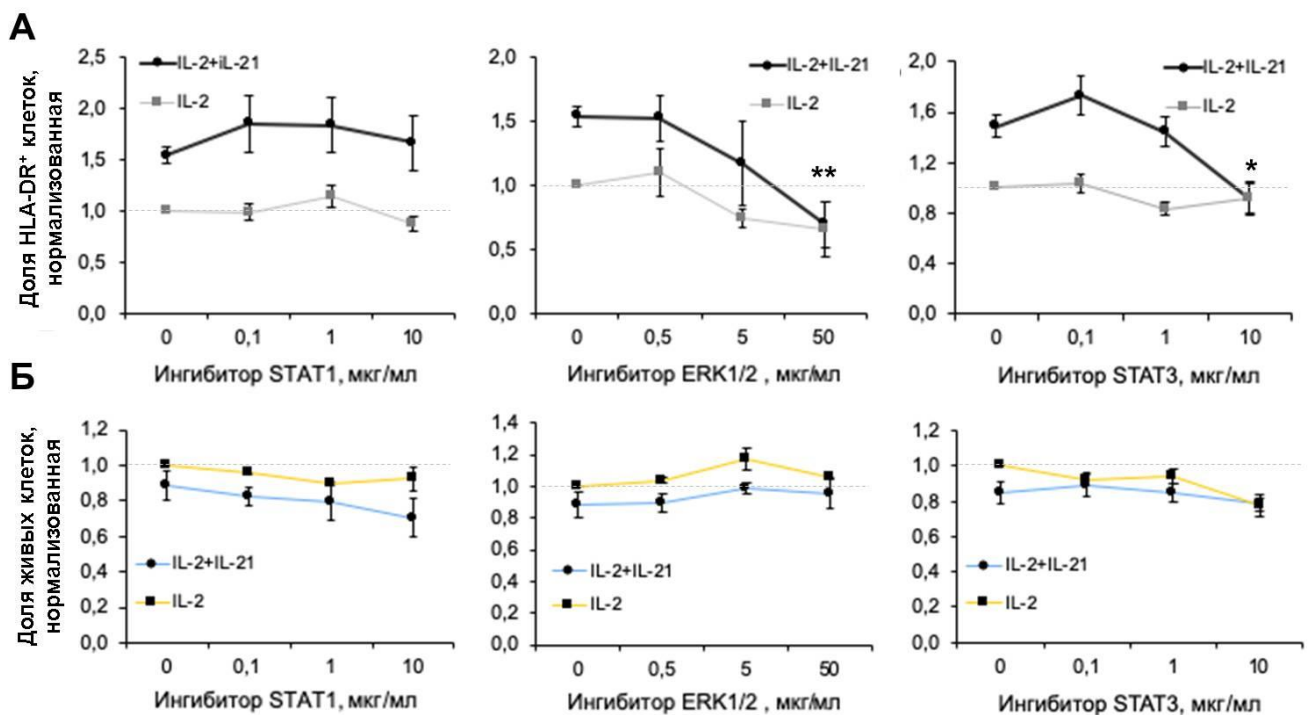 А
Доля HLA-DR⁺ клеток,
нормализованная
2,5
2,0
1,5
1,0
0,5
0,0
IL-2+iL-21
IL-2
0 0,1 1 10
Ингибитор STAT1, мкг/мл
2,0
1,5
1,0
0,5
0,0
IL-2+IL-21
IL-2
**
0 0,5 5 50
Ингибитор ERK1/2 , мкг/мл
2,0
1,6
1,2
0,8
0,4
0,0
IL-2+IL-21
IL-2
*
0 0,1 1 10
Ингибитор STAT3, мкг/мл
Б
Доля живых клеток,
нормализованная
1,2
1,0
0,8
0,6
0,4
0,2
0,0
IL-2+IL-21
IL-2
0 0,1 1 10
Ингибитор STAT1, мкг/мл
1,4
1,2
1,0
0,8
0,6
0,4
0,2
0,0
IL-2+IL-21
IL-2
0 0,5 5 50
Ингибитор ERK1/2 , мкг/мл
1,2
1,0
0,8
0,6
0,4
0,2
0,0
IL-2+IL-21
IL-2
0 0,1 1 10
Ингибитор STAT3, мкг/мл